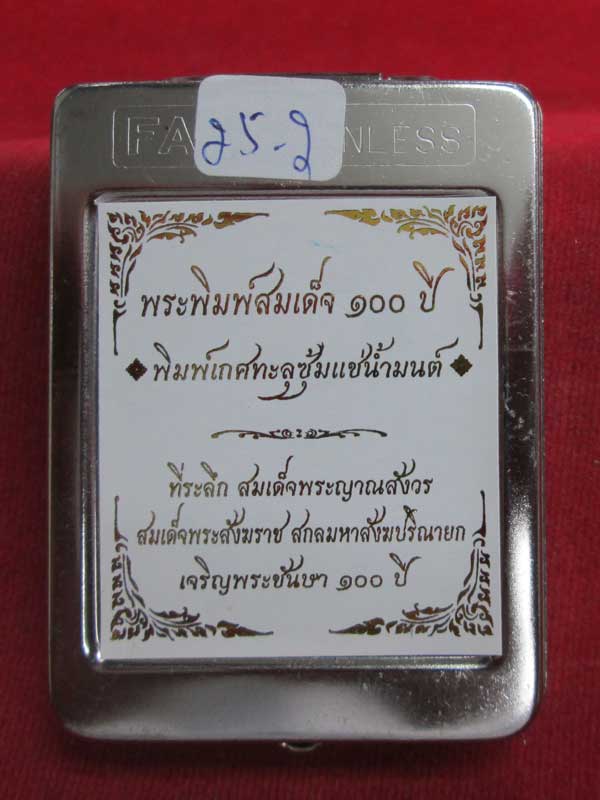 FA NLESS
25-2
พระพิมพ์สมเด็จ ๑๐๐ ปี
พิมพ์เกศทะลุซุ้มแช่น้ำมนต์
ที่ระลึก สมเด็จพระญาณสังวร
สมเด็จพระสังฆราช สกลมหาสังฆปริณายก
เจริญพระชันษา ๑๐๐ ปี